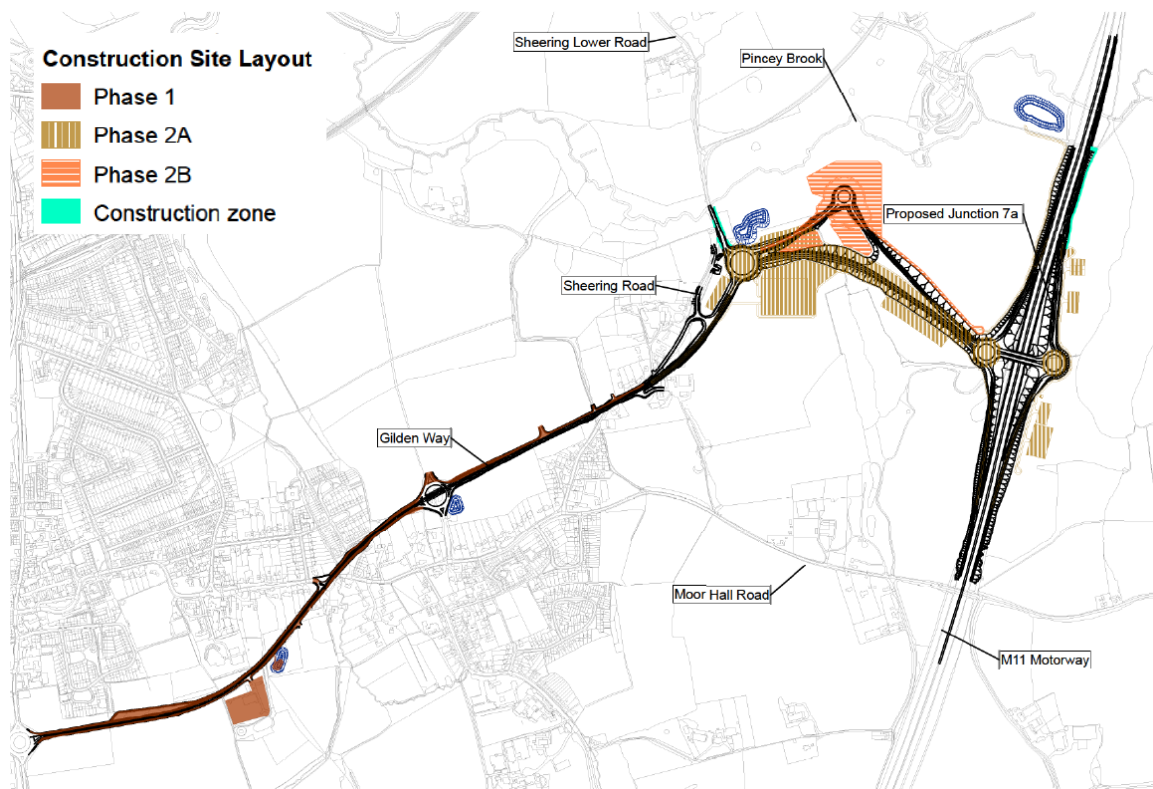 Construction Site Layout
Phase 1
Phase 2A
Phase 2B
Construction zone
Sheering Lower Road
Pincey Brook
Proposed Junction 7a
Sheering Road
Gilden Way
Moor Hall Road
M11 Motorway